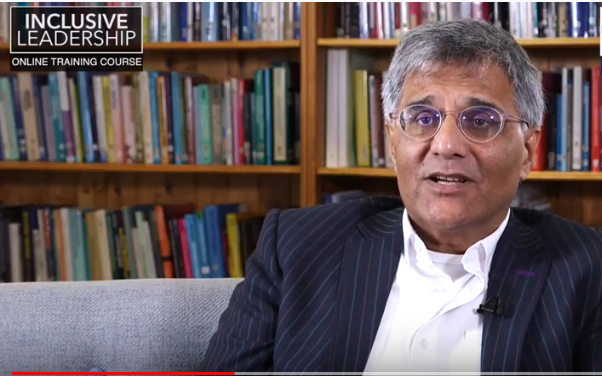 INCLUSIVE
LEADERSHIP
ONLINE TRAINING COURSE